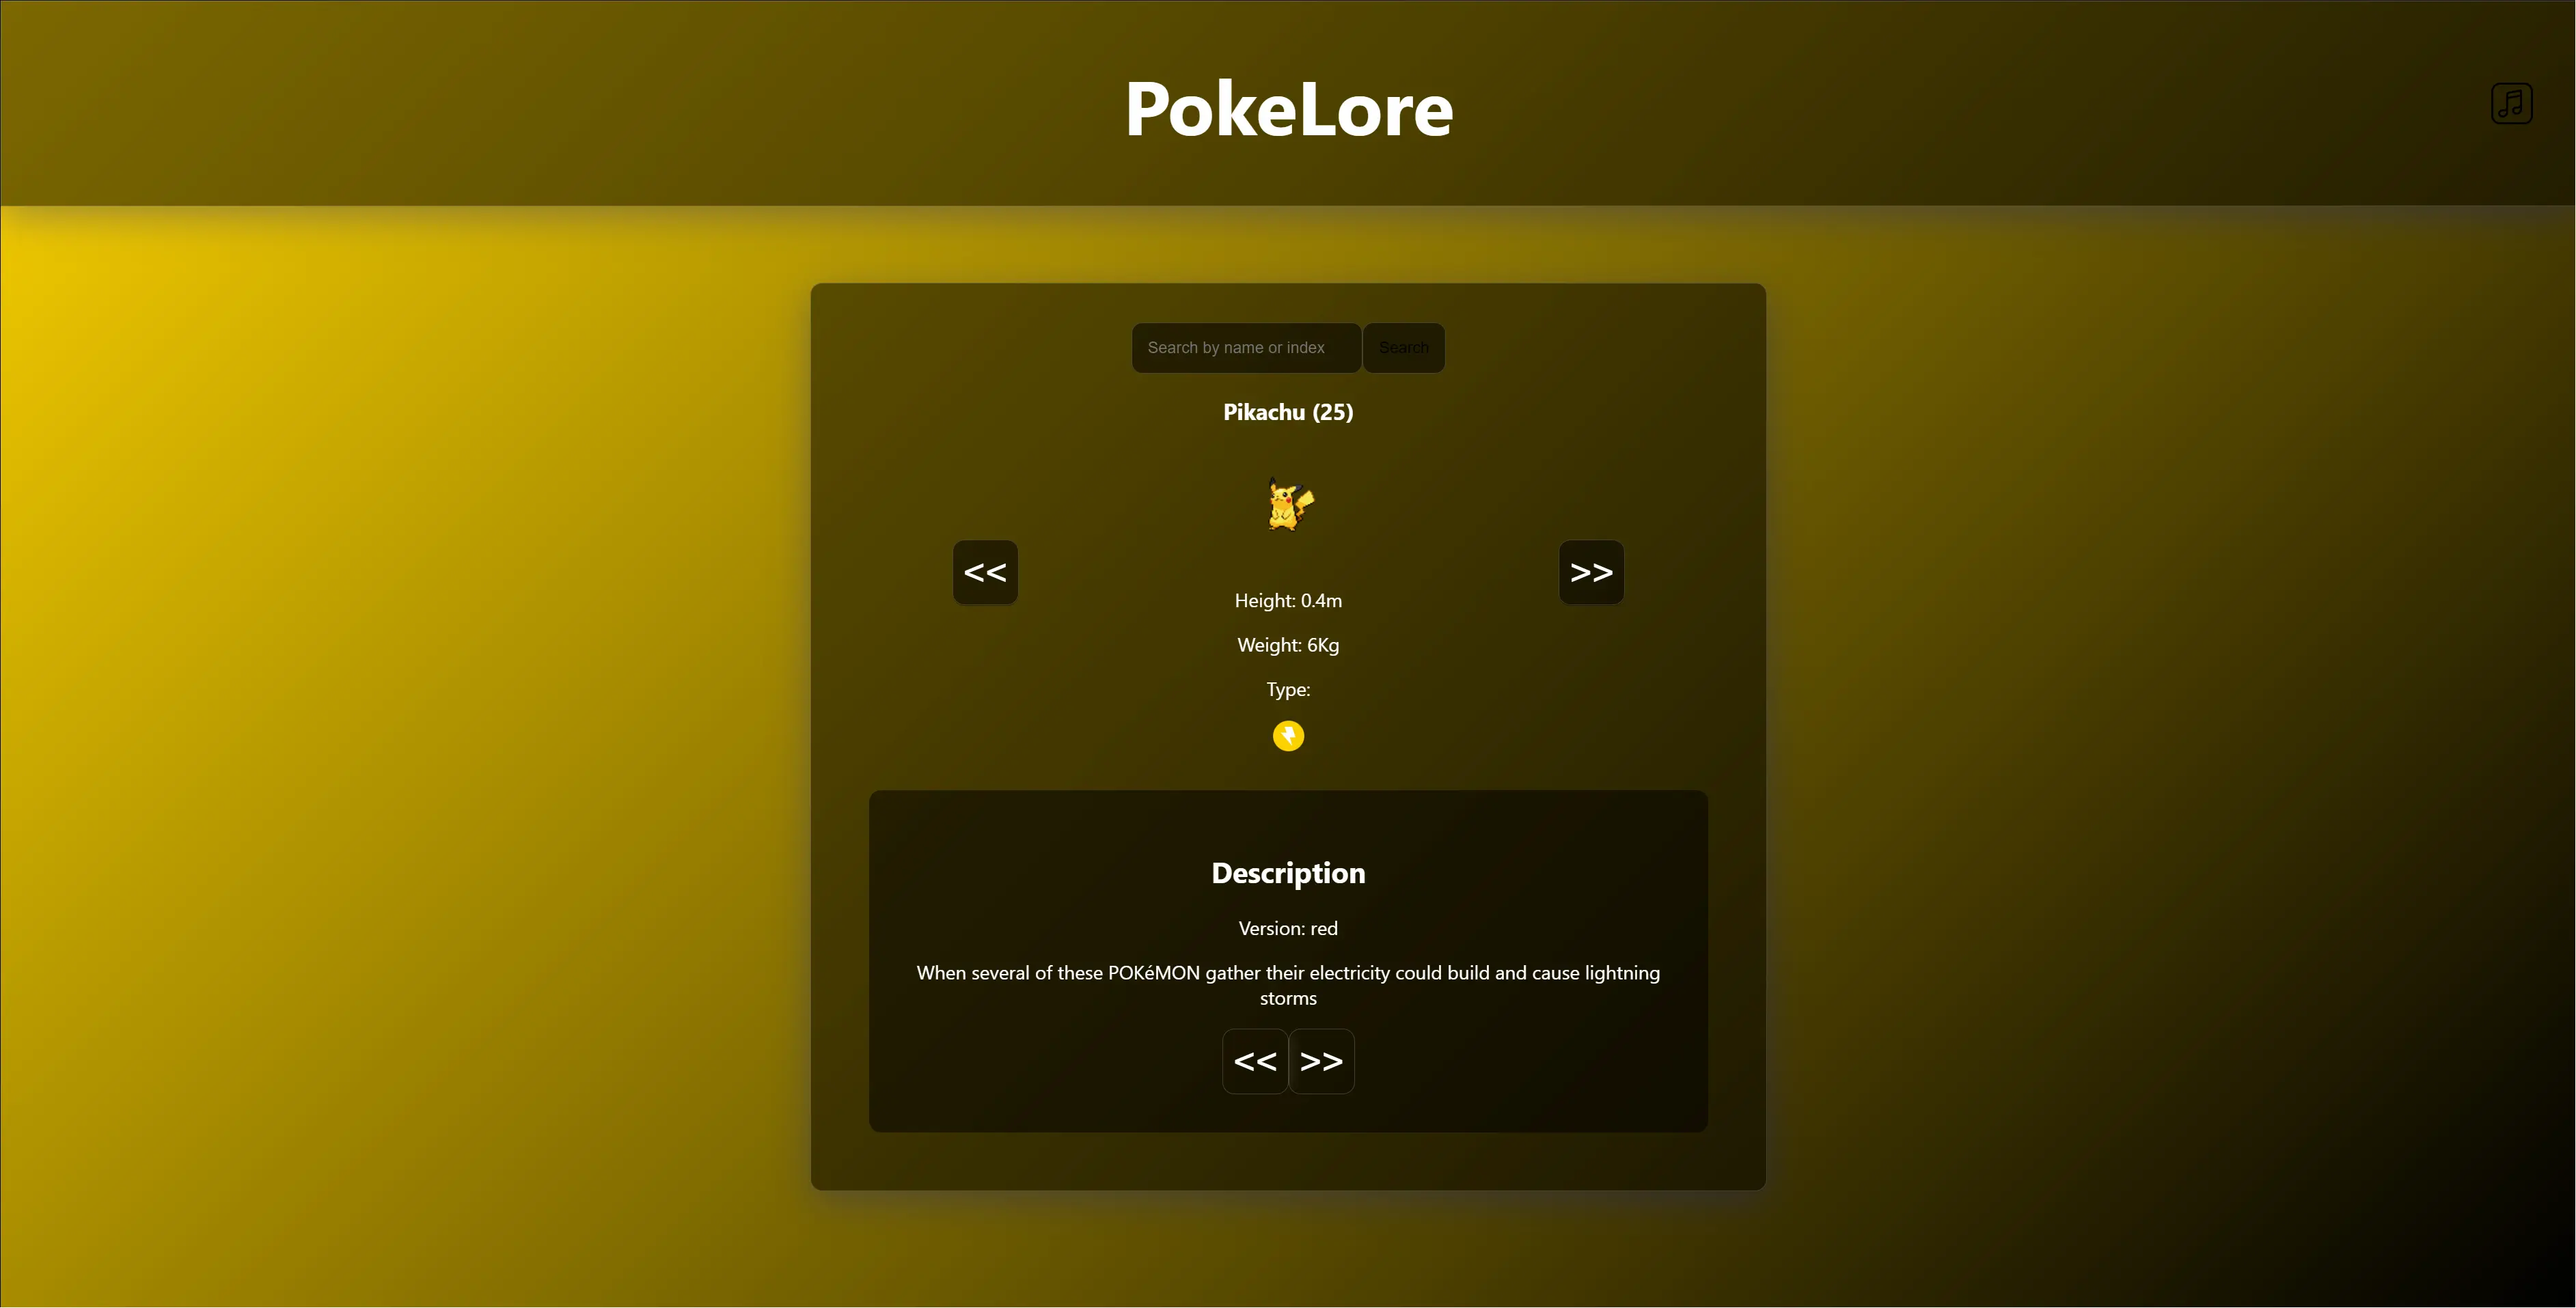 PokeLore
Search by name or index
Search
Pikachu (25)
<<
>>
Height: 0.4m
Weight: 6Kg
Type:
Description
Version: red
When several of these POKéMON gather their electricity could build and cause lightning
storms
<< >>